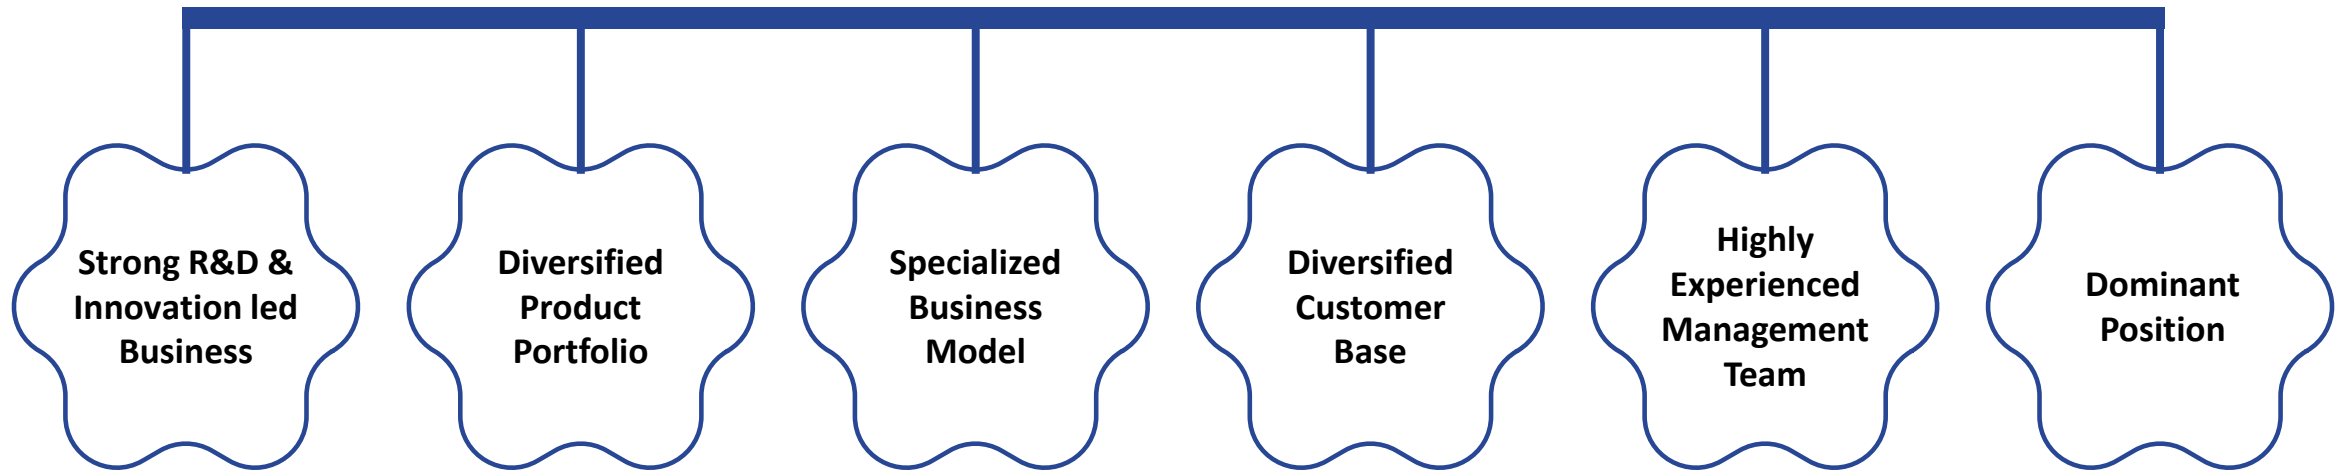 Strong R&D &
Innovation led
Business
Diversified
Product
Portfolio
Specialized
Business
Model
Diversified
Customer
Base
Highly
Experienced
Management
Team
Dominant
Position